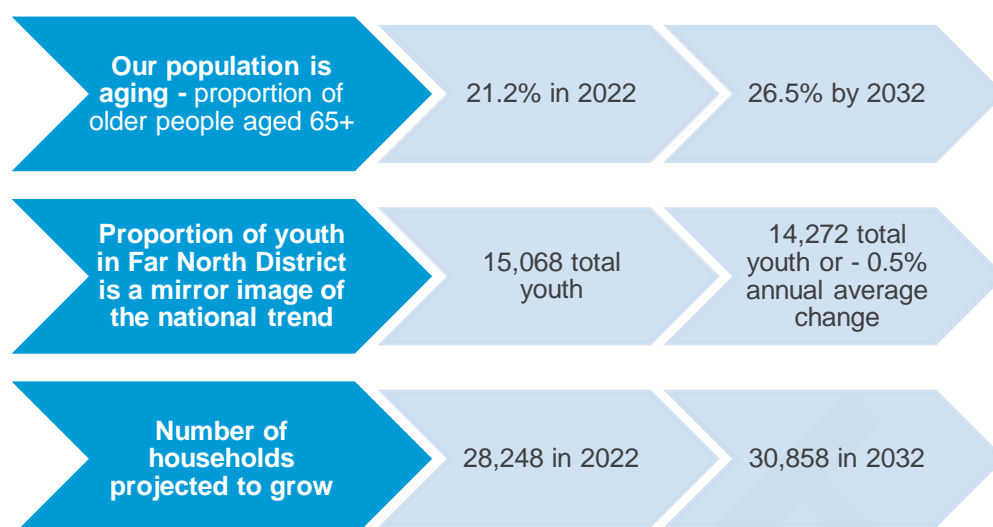 Our population is
aging - proportion of
older people aged 65+
21.2% in 2022
26.5% by 2032
Proportion of youth
in Far North District
is a mirror image of
the national trend
15,068 total
youth
14,272 total
youth or - 0.5%
annual average
change
Number of
households
projected to grow
28,248 in 2022
30,858 in 2032